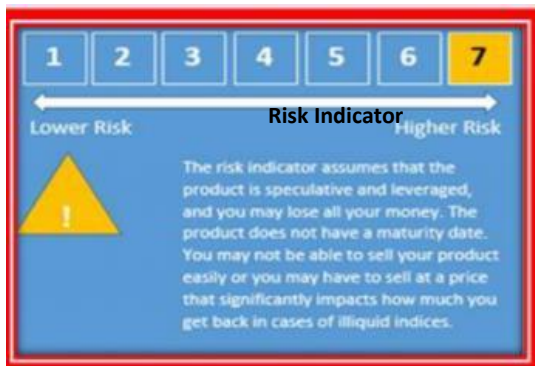 1 2 3 4 5 6 7
Risk Indicator
Lower Risk Higher Risk
!
The risk indicator assumes that the
product is speculative and leveraged,
and you may lose all your money. The
product does not have a maturity date.
You may not be able to sell your product
easily or you may have to sell at a price
that significantly impacts how much you
get back in cases of illiquid indices.